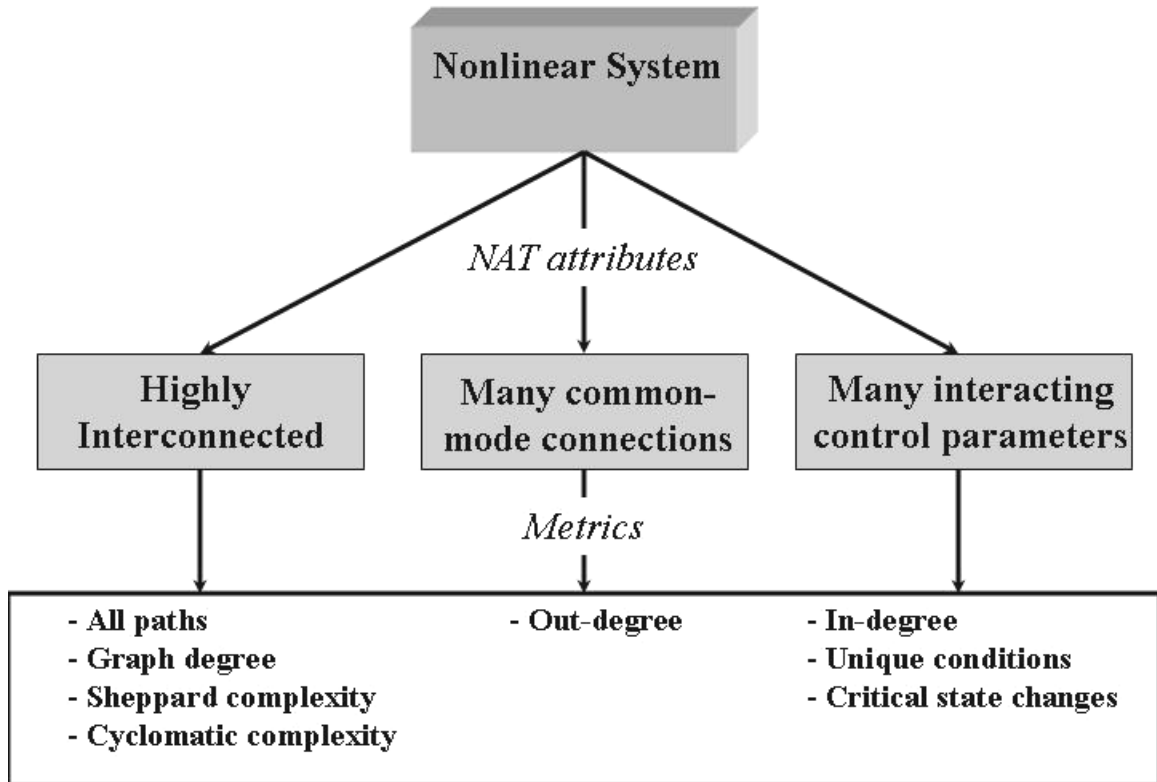 Nonlinear System
NAT attributes
Highly
Interconnected
Many common-
mode connections
Many interacting
control parameters
Metrics
- All paths
- Graph degree
- Sheppard complexity
- Cyclomatic complexity
- Out-degree
- In-degree
- Unique conditions
- Critical state changes